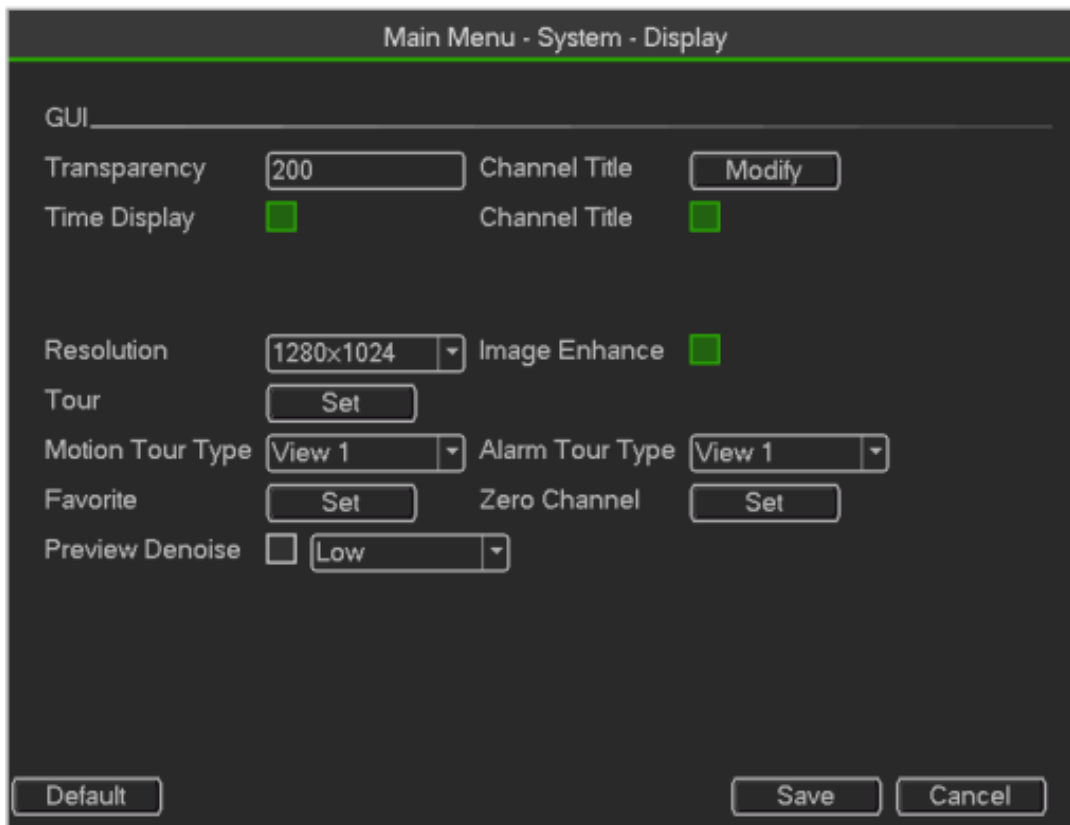 Main Menu - System - Display
GUI
Transparency 200 Channel Title Modify
Time Display Channel Title
Resolution 1280x1024 Image Enhance
Tour Set
Motion Tour Type View 1 Alarm Tour Type View 1
Favorite Set Zero Channel Set
Preview Denoise Low
Default Save Cancel